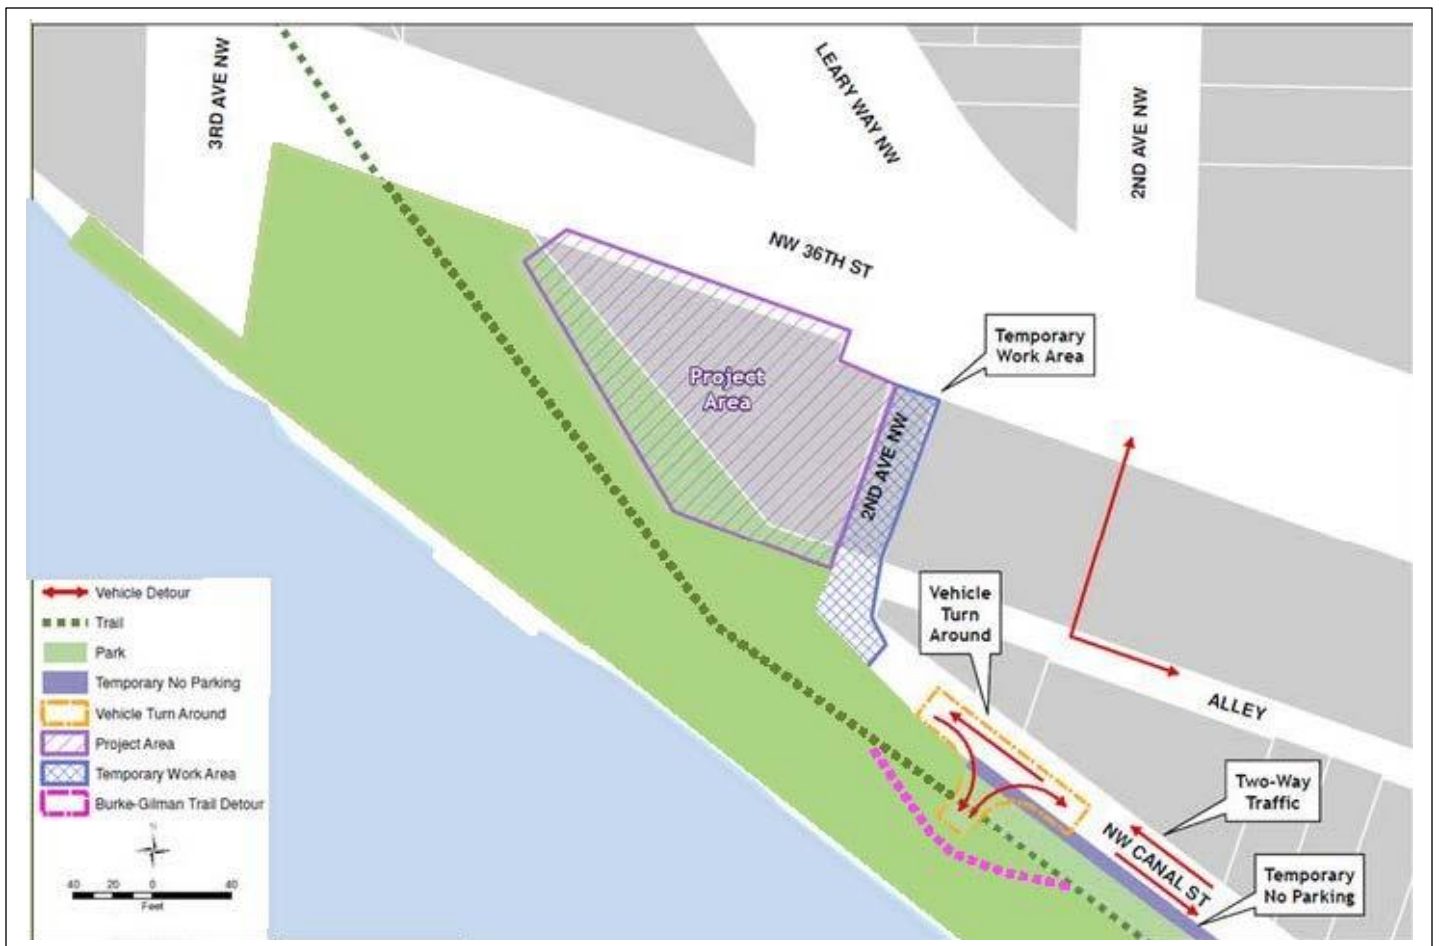 3RD AVE NW
LEARY WAY NW
2ND AVE NW
NW 36TH ST
Temporary
Work Area
Project
Area
2ND AVE NW
Vehicle
Turn
Around
ALLEY
Two-Way
Traffic
NW CANAL ST
Temporary
No Parking
Vehicle Detour
Trail
Park
Temporary No Parking
Vehicle Turn Around
Project Area
Temporary Work Area
Burke-Gilman Trail Detour
N
40 20 0 40
Feet